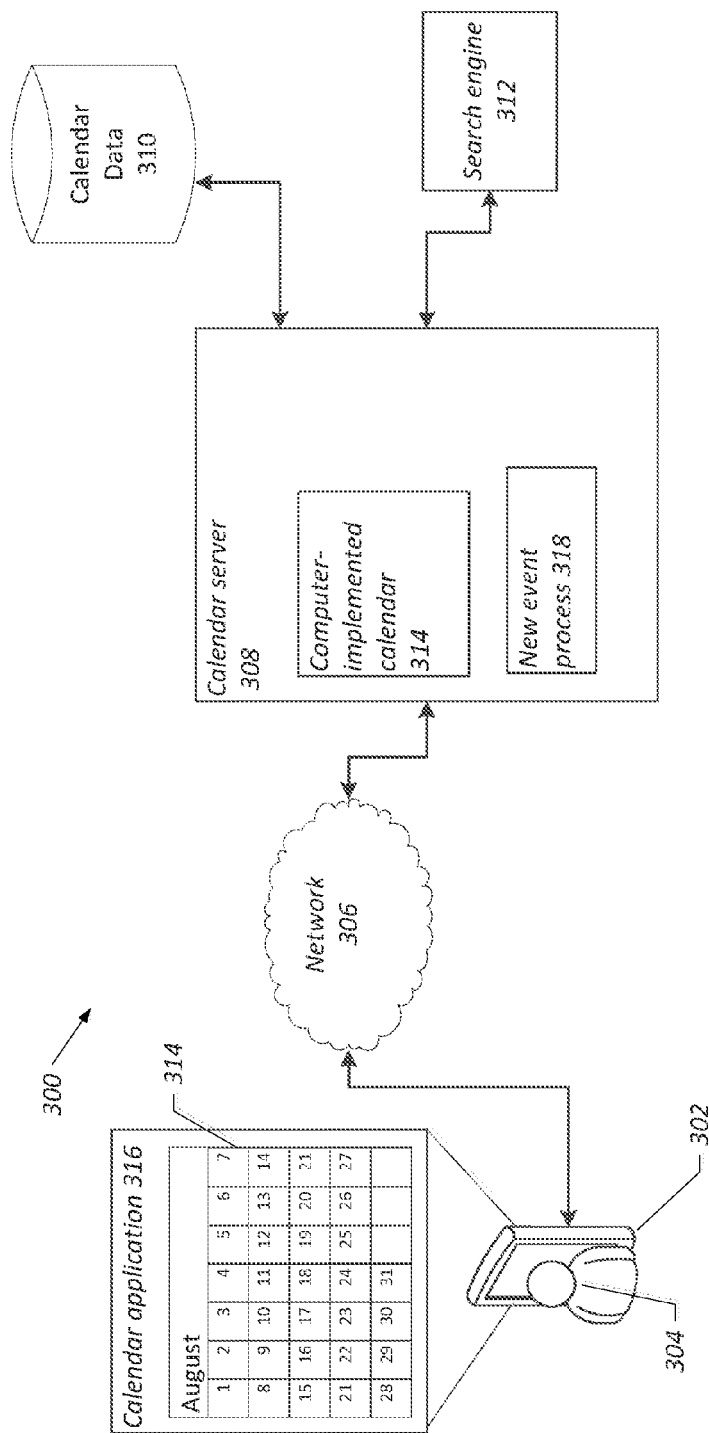 300
Calendar application 316
August
1 2 3 4 5 6 7
8 9 10 11 12 13 14
15 16 17 18 19 20 21
21 22 23 24 25 26 27
28 29 30 31
314
304
302
Network
306
Calendar server
308
Computer-
implemented
calendar
314
New event
process 318
Calendar
Data
310
Search engine
312